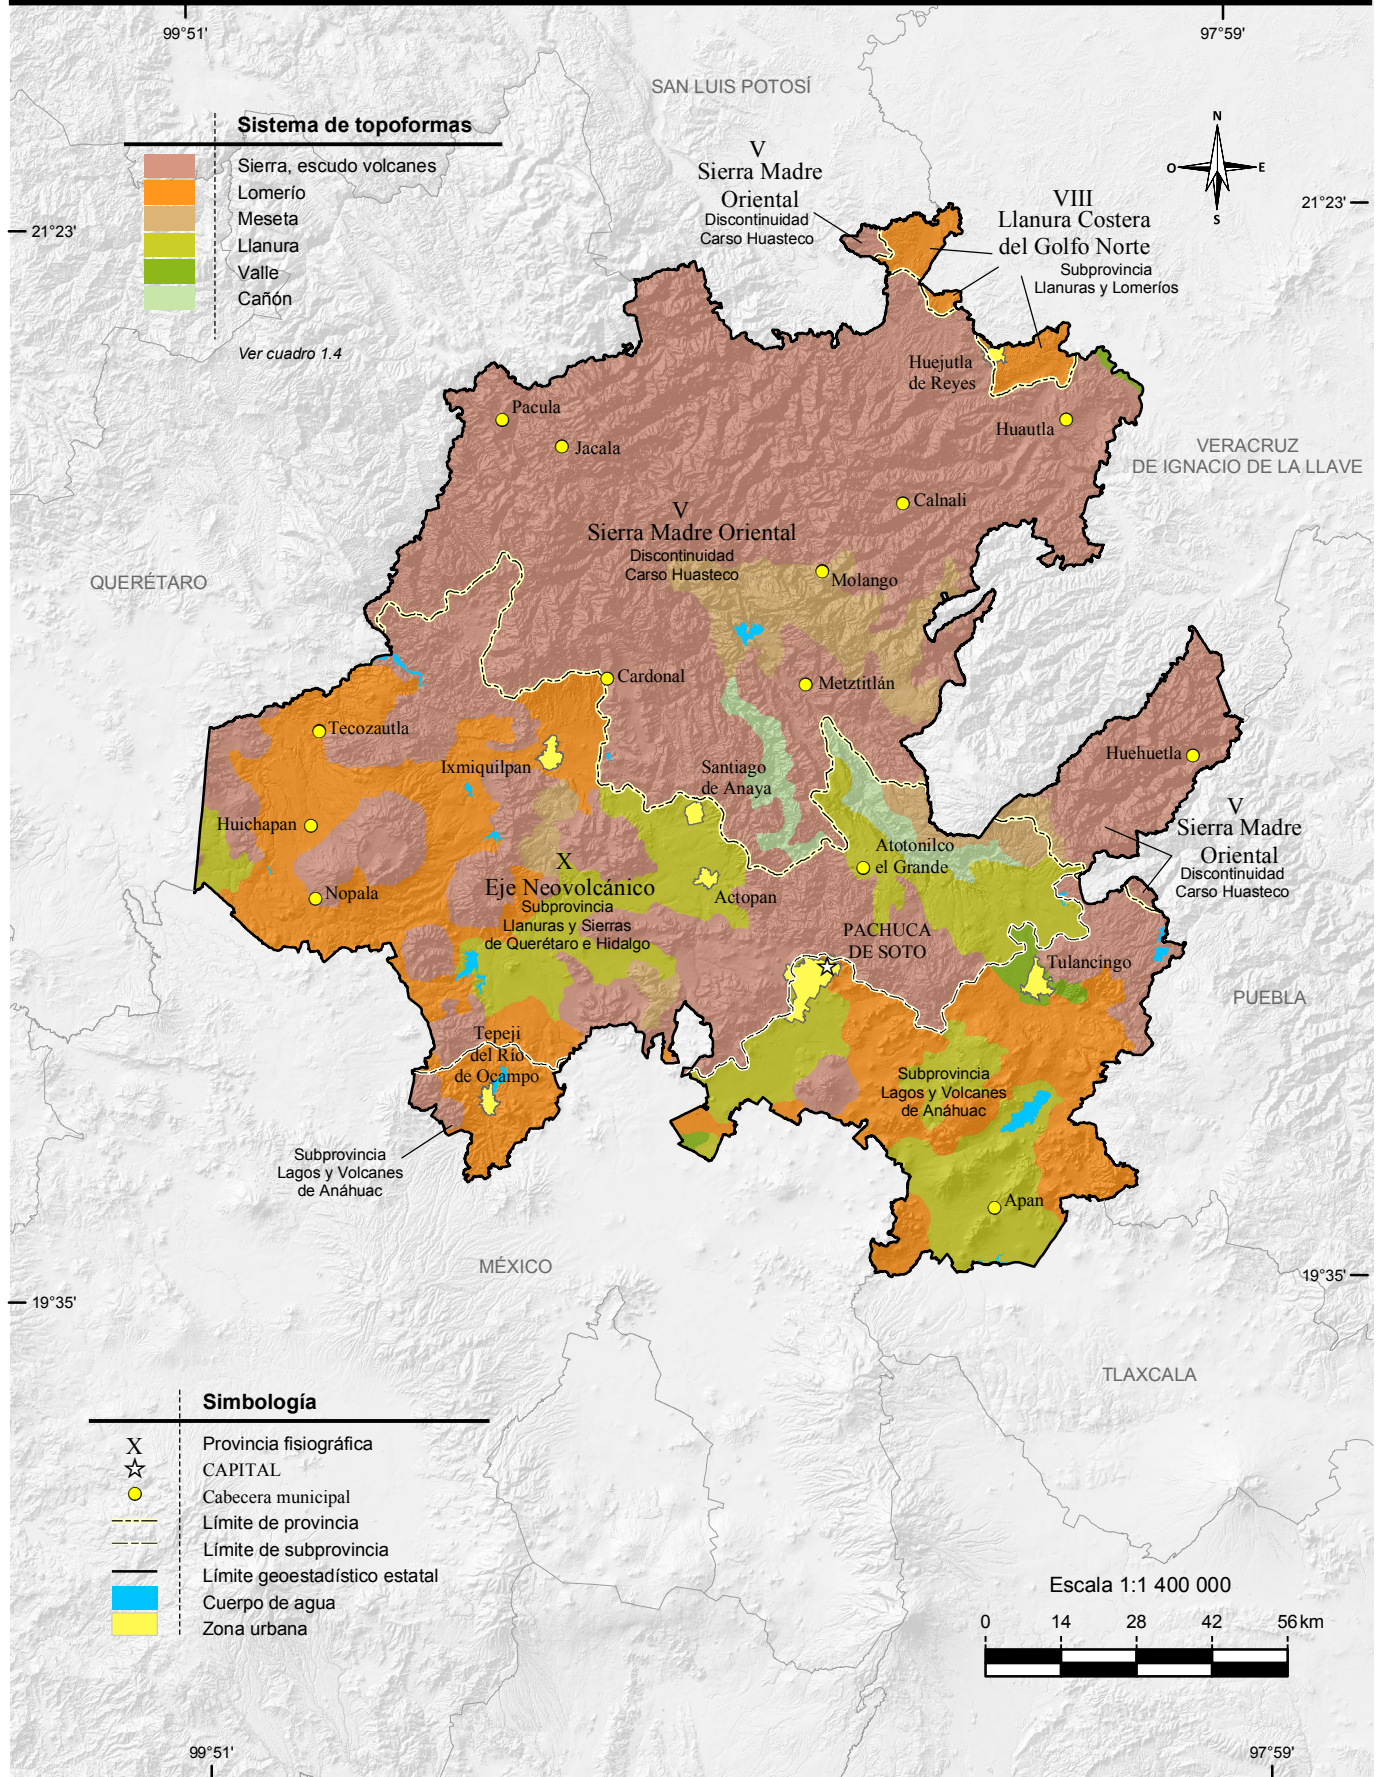 99°51'
97°59'
SAN LUIS POTOSÍ
Sistema de topoformas
Sierra, escudo volcanes
Lomerío
Meseta
Llanura
Valle
Cañón
Ver cuadro 1.4
N
O
E
S
21°23'
21°23'
V
Sierra Madre
Oriental
Discontinuidad
Carso Huasteco
VIII
Llanura Costera
del Golfo Norte
Subprovincia
Llanuras y Lomeríos
Huejutla
de Reyes
Pacula
Jacala
Huautla
VERACRUZ
DE IGNACIO DE LA LLAVE
Calnali
V
Sierra Madre Oriental
Discontinuidad
Carso Huasteco
Molango
QUERÉTARO
Cardonal
Metztitlán
Tecozautla
Ixmiquilpan
Santiago
de Anaya
Huehuetla
Huichapan
V
Sierra Madre
Oriental
Discontinuidad
Carso Huasteco
Atotonilco
el Grande
X
Eje Neovolcánico
Subprovincia
Llanuras y Sierras
de Querétaro e Hidalgo
Nopala
Actopan
PACHUCA
DE SOTO
Tulancingo
PUEBLA
Tepeji
del Río
de Ocampo
Subprovincia
Lagos y Volcanes
de Anáhuac
Subprovincia
Lagos y Volcanes
de Anáhuac
Apan
MÉXICO
19°35'
19°35'
TLAXCALA
Simbología
X
Provincia fisiográfica
CAPITAL
Cabecera municipal
Límite de provincia
Límite de subprovincia
Límite geoestadístico estatal
Cuerpo de agua
Zona urbana
Escala 1:1 400 000
0 14 28 42 56 km
99°51'
97°59'